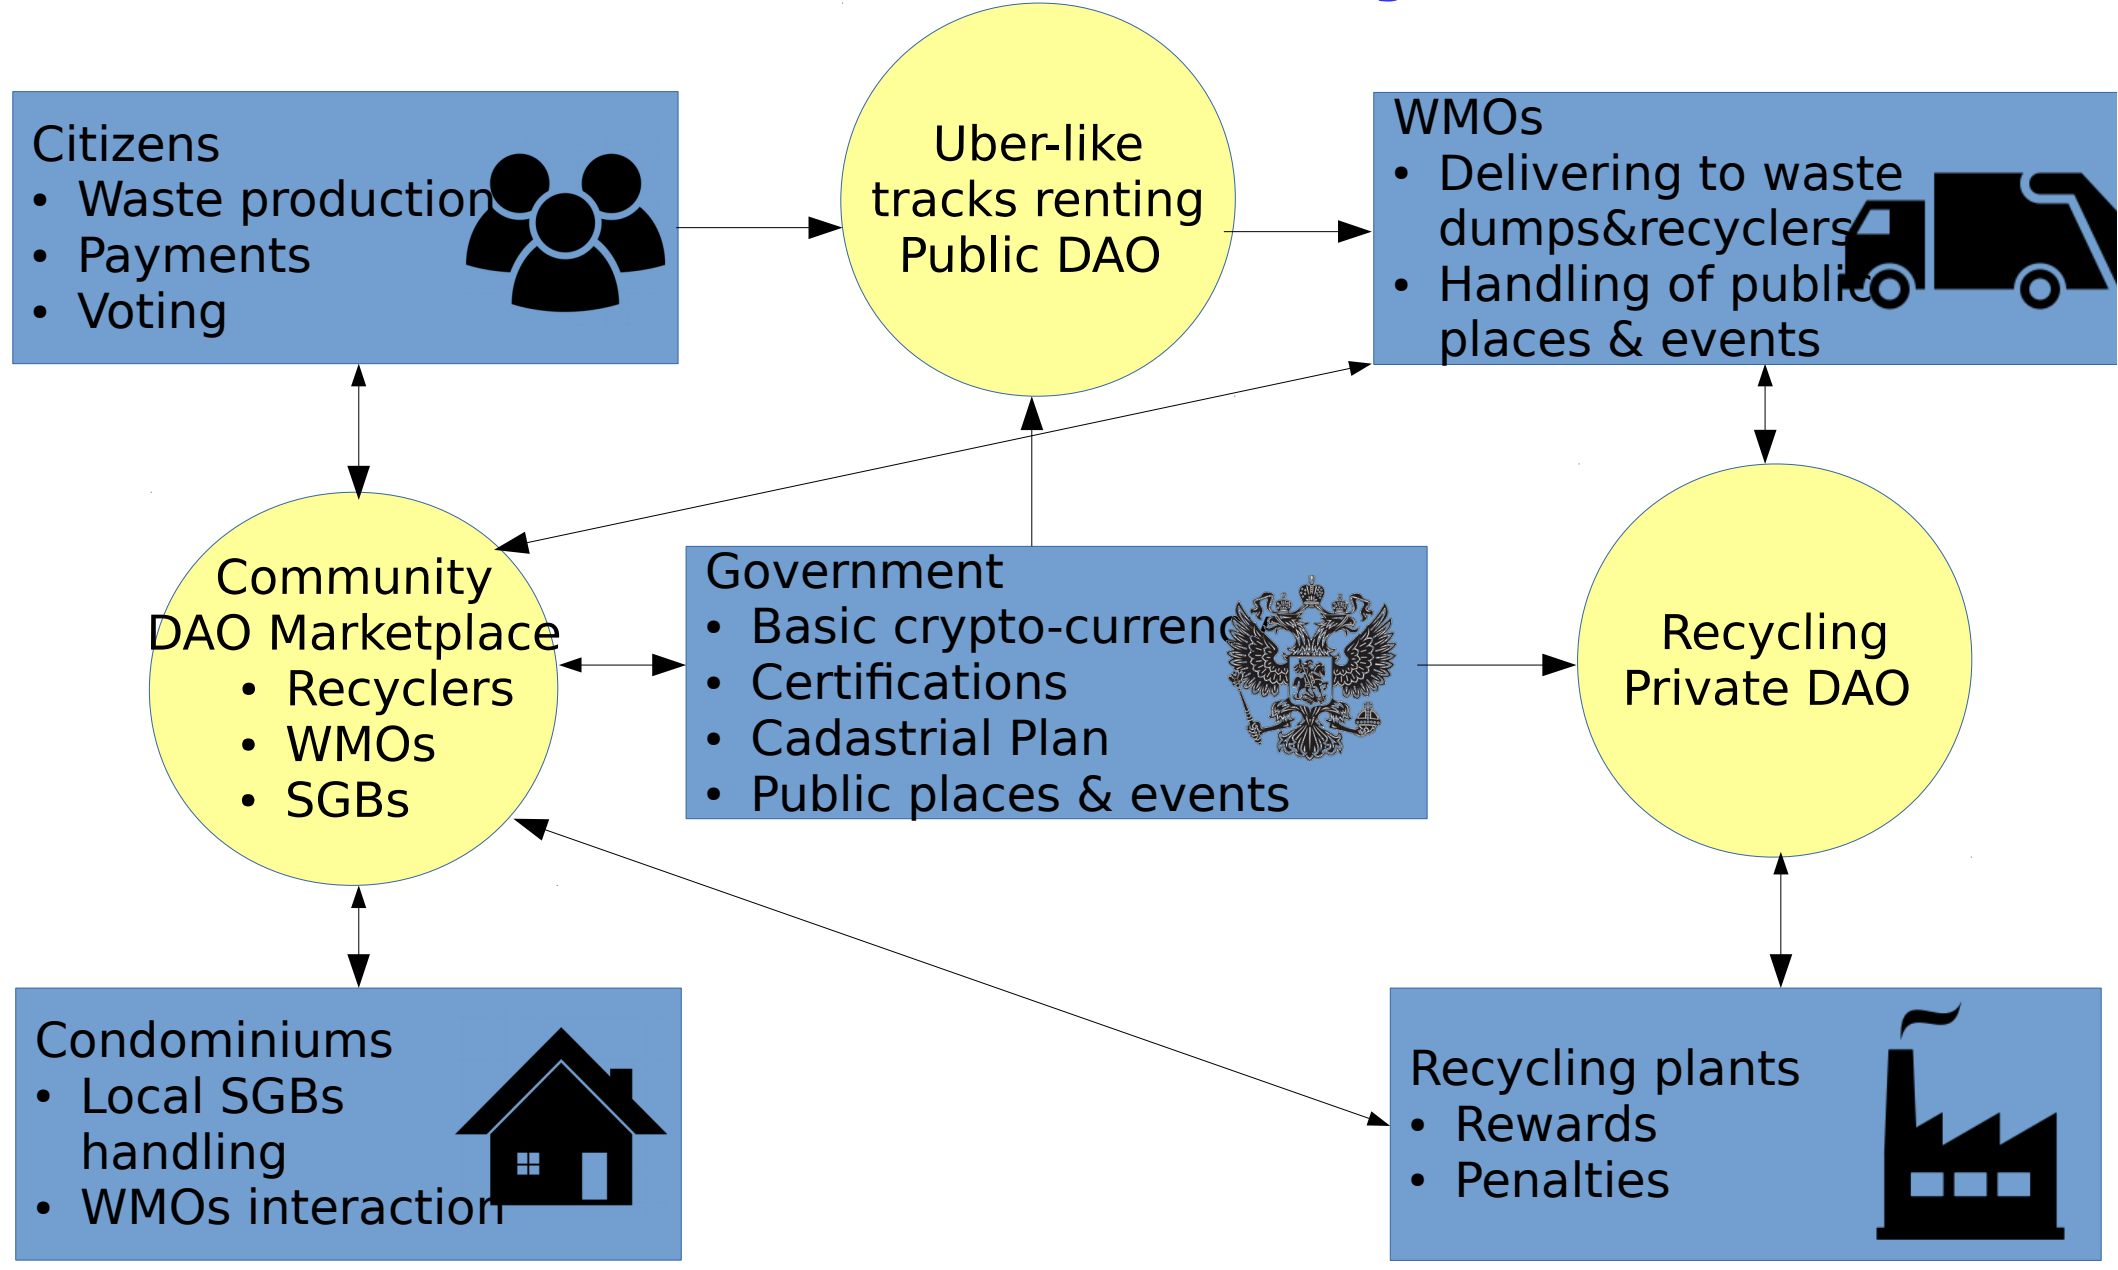 Citizens
• Waste production
• Payments
• Voting
Uber-like
tracks renting
Public DAO
WMOs
• Delivering to waste
dumps&recyclers
• Handling of public
places & events
Community
DAO Marketplace
• Recyclers
• WMOs
• SGBs
Government
• Basic
• Certifications
• Cadastrial Plan
• Public places & events
Recycling
Private DAO
Condominiums
• Local SGBs
handling
• WMOs interaction
Recycling plants
• Rewards
• Penalties